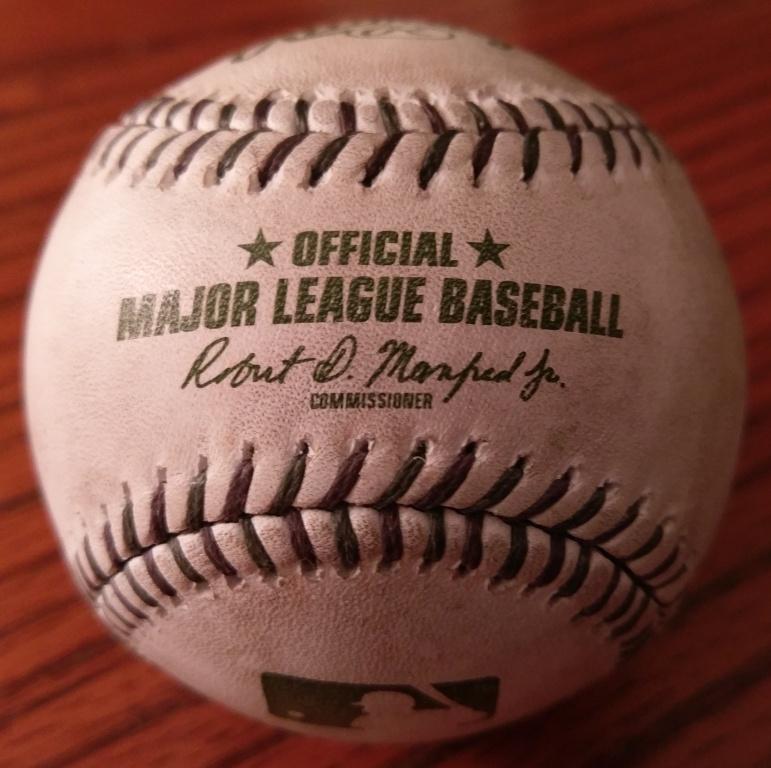 ★ OFFICIAL ★
MAJOR LEAGUE BASEBALL
Robert D. Manfred Jr.
COMMISSIONER